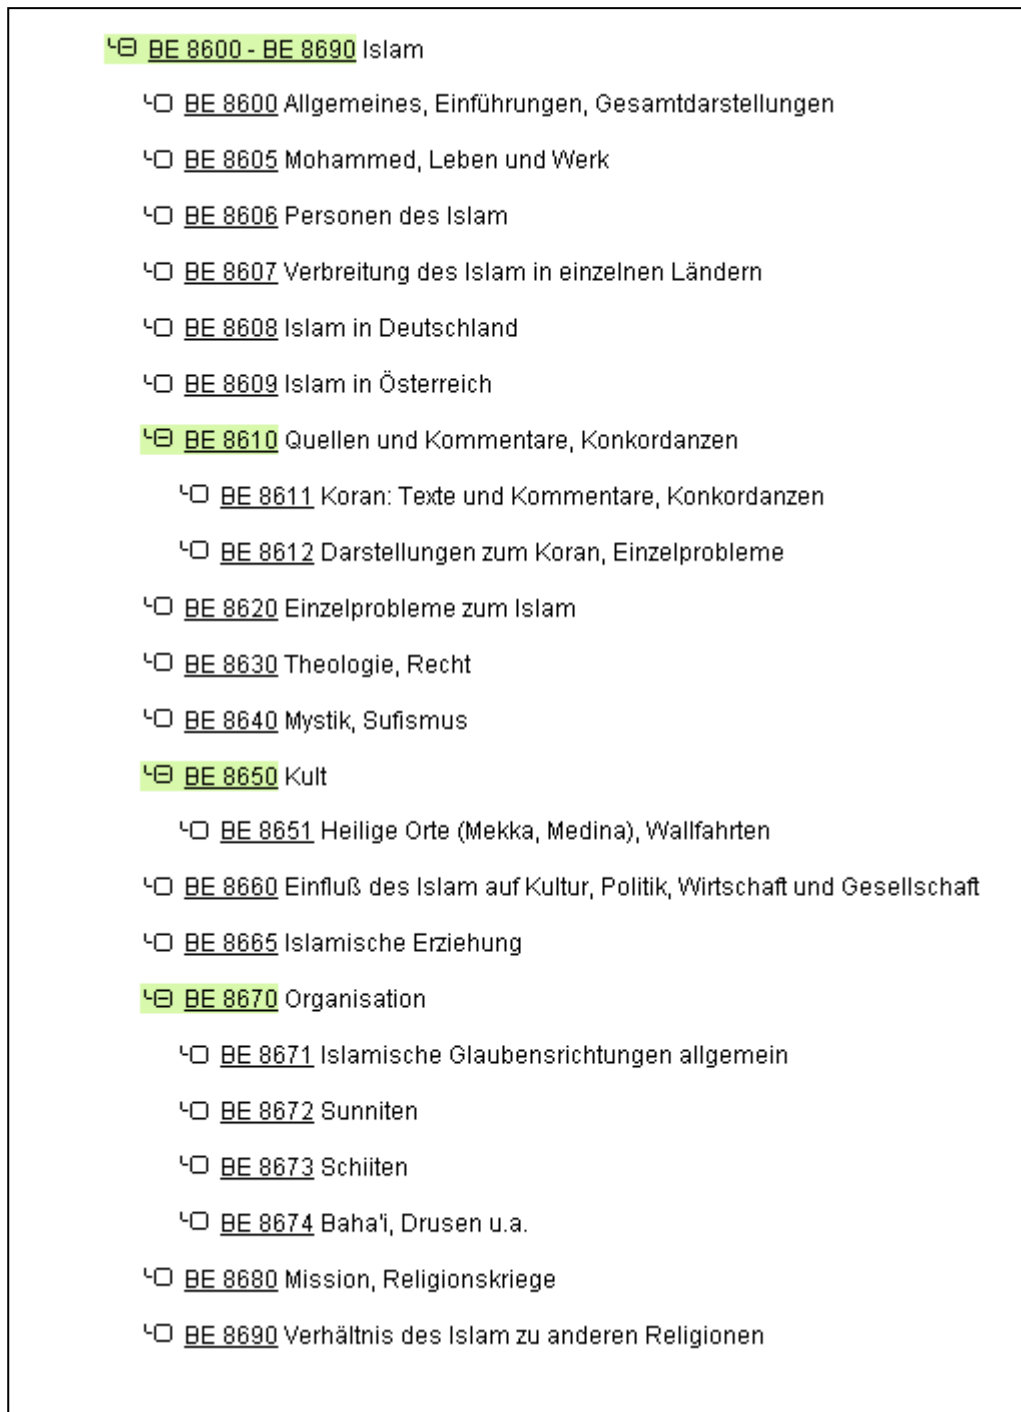 BE 8600 - BE 8690 Islam
BE 8600 Allgemeines, Einführungen, Gesamtdarstellungen
BE 8605 Mohammed, Leben und Werk
BE 8606 Personen des Islam
BE 8607 Verbreitung des Islam in einzelnen Ländern
BE 8608 Islam in Deutschland
BE 8609 Islam in Österreich
BE 8610 Quellen und Kommentare, Konkordanzen
BE 8611 Koran: Texte und Kommentare, Konkordanzen
BE 8612 Darstellungen zum Koran, Einzelprobleme
BE 8620 Einzelprobleme zum Islam
BE 8630 Theologie, Recht
BE 8640 Mystik, Sufismus
BE 8650 Kult
BE 8651 Heilige Orte (Mekka, Medina), Wallfahrten
BE 8660 Einfluß des Islam auf Kultur, Politik, Wirtschaft und Gesellschaft
BE 8665 Islamische Erziehung
BE 8670 Organisation
BE 8671 Islamische Glaubensrichtungen allgemein
BE 8672 Sunniten
BE 8673 Schiiten
BE 8674 Baha'i, Drusen u.a.
BE 8680 Mission, Religionskriege
BE 8690 Verhältnis des Islam zu anderen Religionen